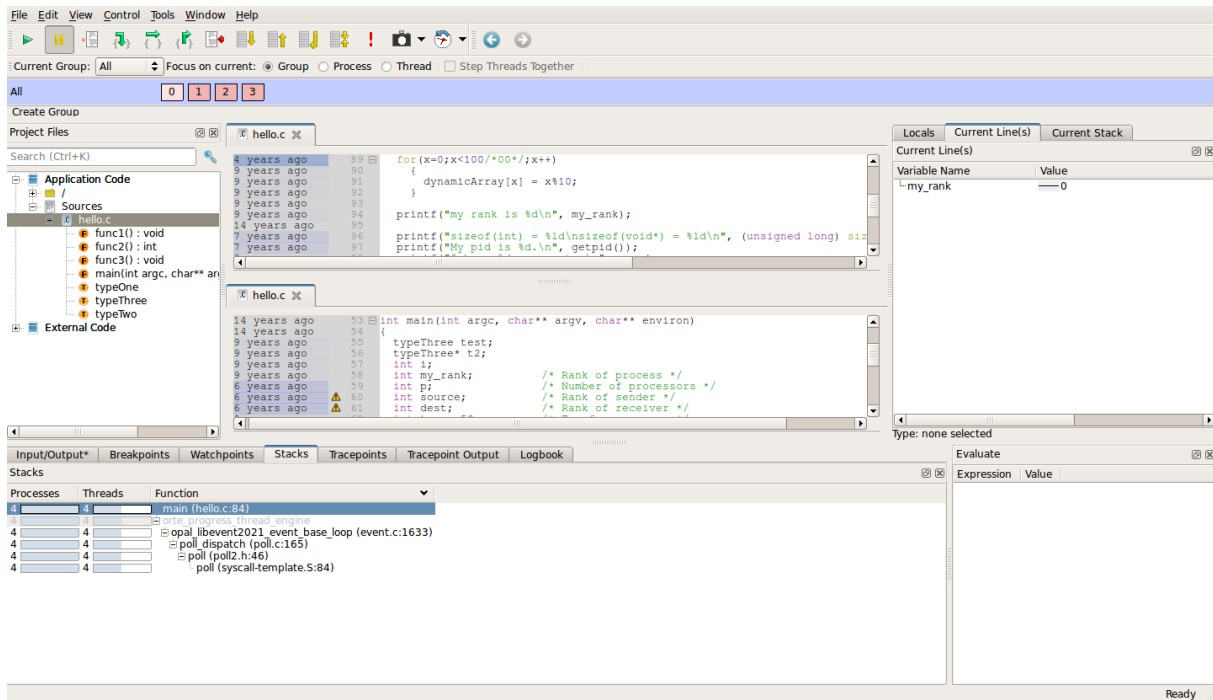 File Edit View Control Tools Window Help
Current Group: All Focus on current: Group Process Thread Step Threads Together
All 0 1 2 3
Create Group
Project Files
Search (Ctrl+K)
Application Code
/
Sources
hello.c
func1() : void
func2() : int
func3() : void
main(int argc, char** arg
typeOne
typeThree
typeTwo
External Code
hello.c
4 years ago 89 for(x=0;x<100/*00*/;x++)
9 years ago 90 {
9 years ago 91 dynamicArray[x] = x%10;
9 years ago 92 }
9 years ago 93
9 years ago 94 printf("my rank is %d\n", my_rank);
14 years ago 95
7 years ago 96 printf("sizeof(int) = %ld\nsizeof(void*) = %ld\n", (unsigned long) siz
7 years ago 97 printf("My pid is %d.\n", getpid());
hello.c
14 years ago 53 int main(int argc, char** argv, char** environ)
14 years ago 54 {
9 years ago 55 typeThree test;
9 years ago 56 typeThree* t2;
9 years ago 57 int i;
9 years ago 58 int my_rank; /* Rank of process */
6 years ago 59 int p; /* Number of processors */
6 years ago 60 int source; /* Rank of sender */
6 years ago 61 int dest; /* Rank of receiver */
Locals Current Line(s) Current Stack
Current Line(s)
Variable Name Value
my_rank 0
Type: none selected
Input/Output* Breakpoints Watchpoints Stacks Tracepoints Tracepoint Output Logbook
Stacks
Processes Threads Function
4 4 main (hello.c:84)
4 4 orte_progress_thread_engine
4 4 opal_libevent2021_event_base_loop (event.c:1633)
4 4 poll_dispatch (poll.c:165)
4 4 poll (poll2.h:46)
4 4 poll (syscall-template.S:84)
Evaluate
Expression Value
Ready